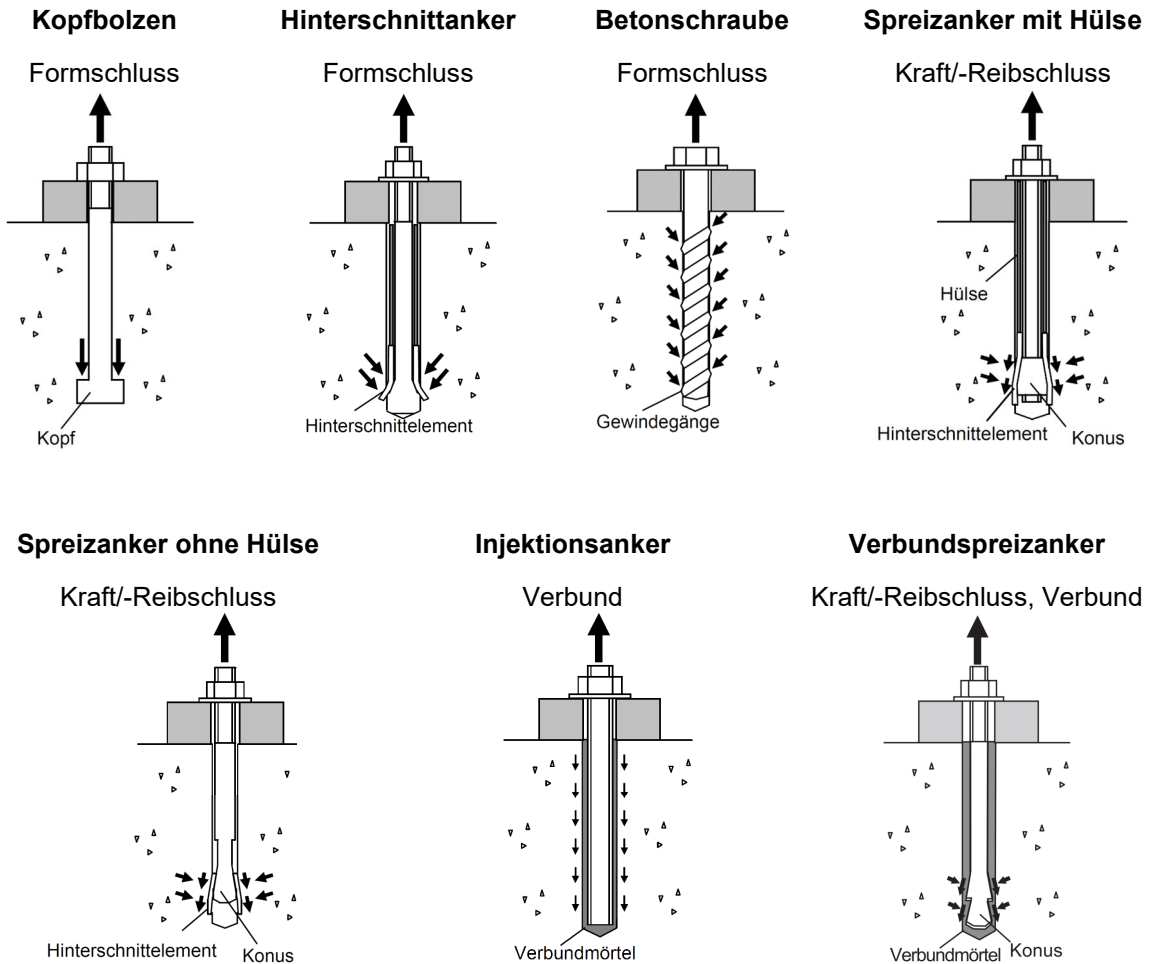 Kopfbolzen
Formschluss
Kopf
Hinterschnittanker
Formschluss
Hinterschnittelement
Betonschraube
Formschluss
Gewindegänge
Spreizanker mit Hülse
Kraft/-Reibschluss
Hülse
Hinterschnittelement
Konus
Spreizanker ohne Hülse
Kraft/-Reibschluss
Hinterschnittelement
Konus
Injektionsanker
Verbund
Verbundmörtel
Verbundspreizanker
Kraft/-Reibschluss, Verbund
Verbundmörtel
Konus